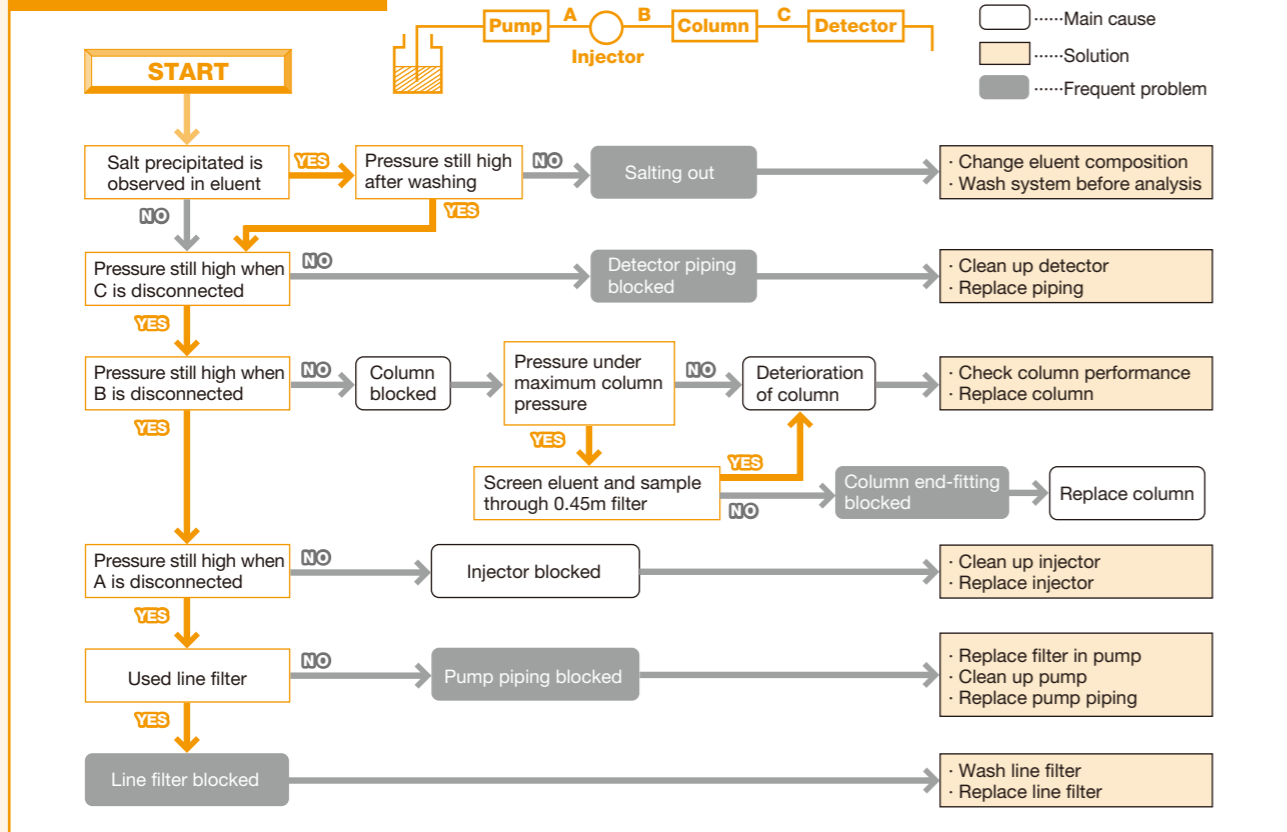 Pump
A
B
Column
C
Detector
Injector
Main cause
Solution
Frequent problem
START
Salt precipitated is
observed in eluent
YES
Pressure still high
after washing
NO
Salting out
· Change eluent composition
· Wash system before analysis
NO
YES
Pressure still high when
C is disconnected
NO
Detector piping
blocked
· Clean up detector
· Replace piping
YES
Pressure still high when
B is disconnected
NO
Column
blocked
Pressure under
maximum column
pressure
NO
Deterioration
of column
· Check column performance
· Replace column
YES
YES
Screen eluent and sample
through 0.45m filter
YES
NO
Column end-fitting
blocked
Replace column
Pressure still high when
A is disconnected
NO
Injector blocked
· Clean up injector
· Replace injector
YES
Used line filter
NO
Pump piping blocked
· Replace filter in pump
· Clean up pump
· Replace pump piping
YES
Line filter blocked
· Wash line filter
· Replace line filter